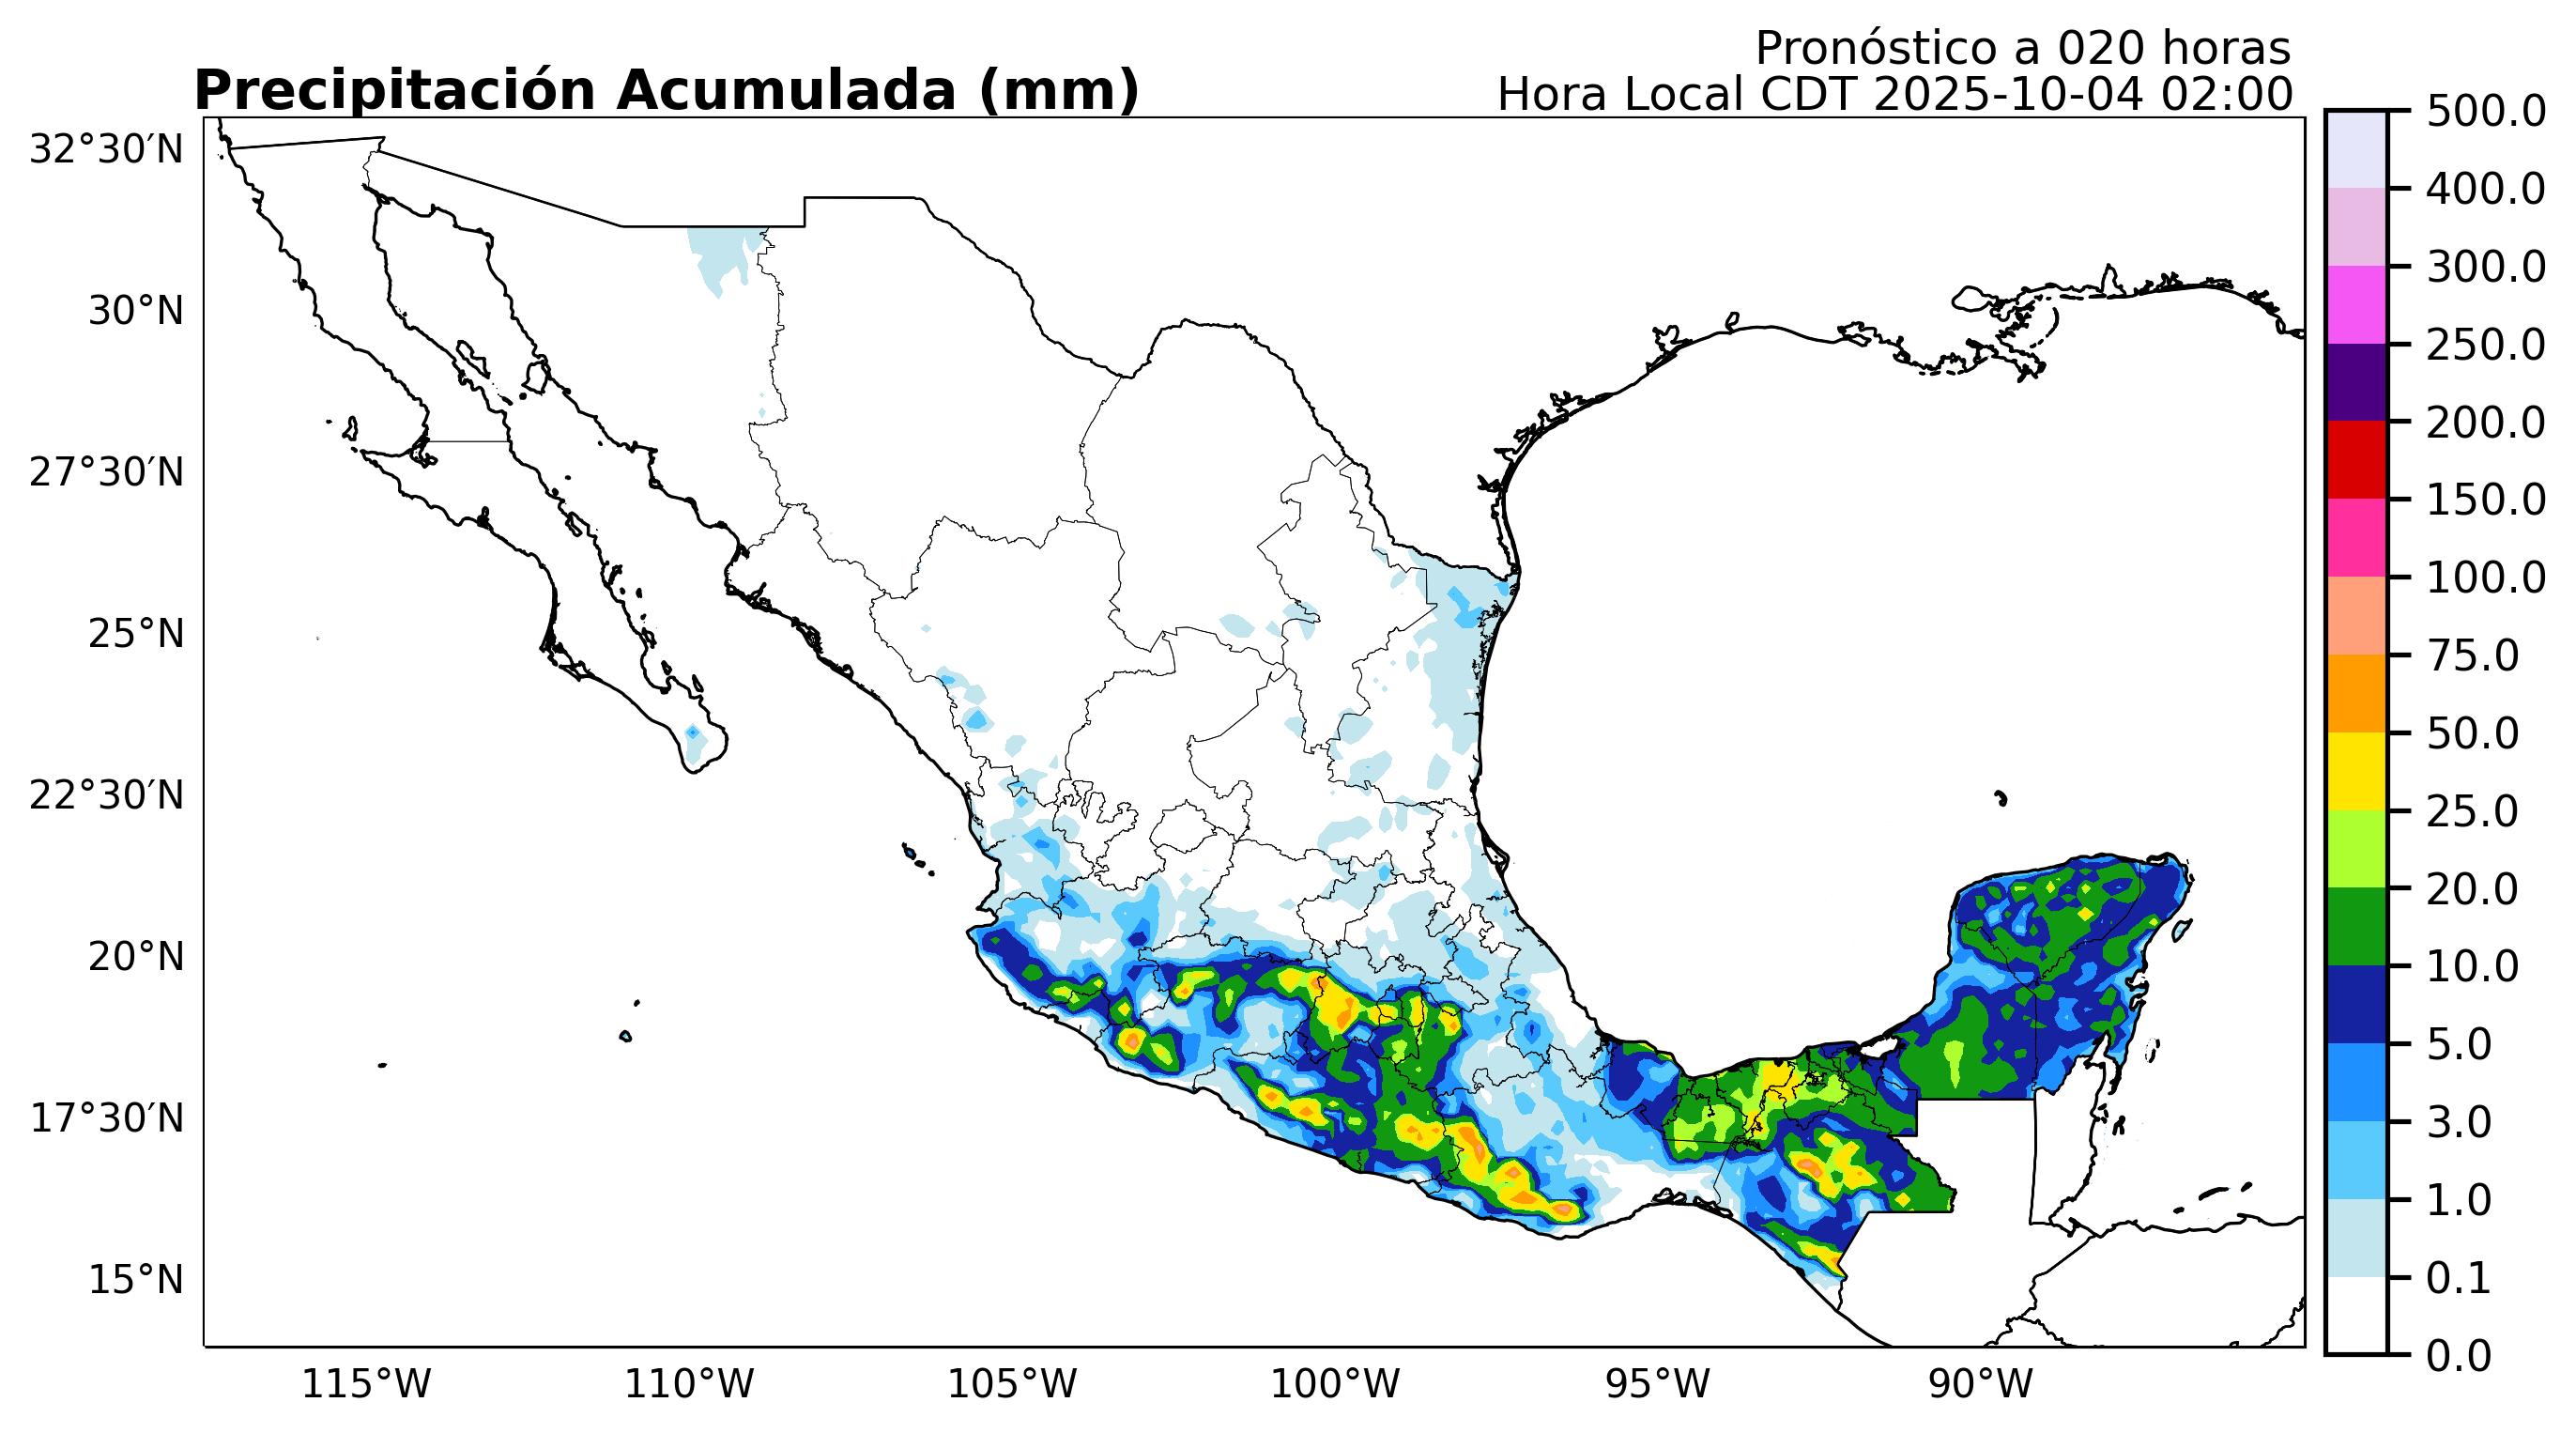 Pronóstico a 020 horas
Precipitación Acumulada (mm)
Hora Local CDT 2025-10-04 02:00
32°30′N
30°N
27°30′N
25°N
22°30′N
20°N
17°30′N
15°N
115°W
110°W
105°W
100°W
95°W
90°W
500.0
400.0
300.0
250.0
200.0
150.0
100.0
75.0
50.0
25.0
20.0
10.0
5.0
3.0
1.0
0.1
0.0